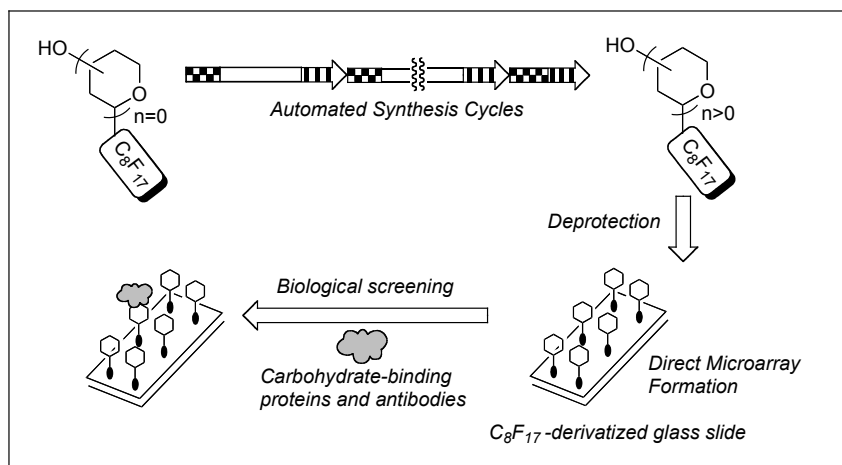 HO
O
n=0
C8F17
Automated Synthesis Cycles
HO
O
n>0
C8F17
Deprotection
Biological screening
Carbohydrate-binding
proteins and antibodies
Direct Microarray
Formation
C8F17-derivatized glass slide